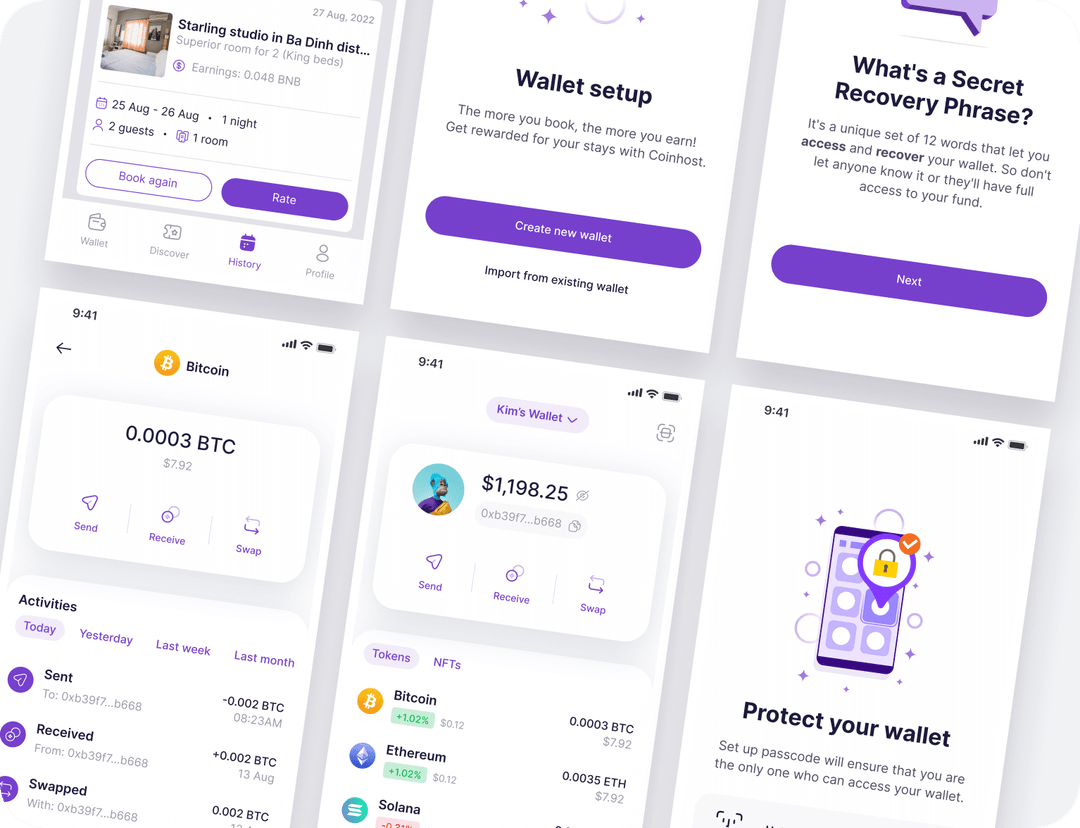 27 Aug, 2022
Starling studio in Ba Dinh dist...
Superior room for 2 (King beds)
Earnings: 0.048 BNB
25 Aug - 26 Aug • 1 night
2 guests • 1 room
Book again
Rate
Wallet
Discover
History
Profile
Wallet setup
The more you book, the more you earn!
Get rewarded for your stays with Coinhost.
Create new wallet
Import from existing wallet
What's a Secret
Recovery Phrase?
It's a unique set of 12 words that let you
access and recover your wallet. So don't
let anyone know it or they'll have full
access to your fund.
Next
9:41
Bitcoin
0.0003 BTC
$7.92
Send
Receive
Swap
Activities
Today
Yesterday
Last week
Last month
Sent
-0.002 BTC
To: 0xb39f7...b668
08:23AM
Received
+0.002 BTC
From: 0xb39f7...b668
13 Aug
Swapped
0.002 BTC
With: 0xb39f7...b668
9:41
Kim's Wallet
$1,198.25
0xb39f7...b668
Send
Receive
Swap
Tokens
NFTs
Bitcoin
0.0003 BTC
+1.02% $0.12
$7.92
Ethereum
0.0035 ETH
+1.02% $0.12
$7.92
Solana
9:41
Protect your wallet
Set up passcode will ensure that you are
the only one who can access your wallet.